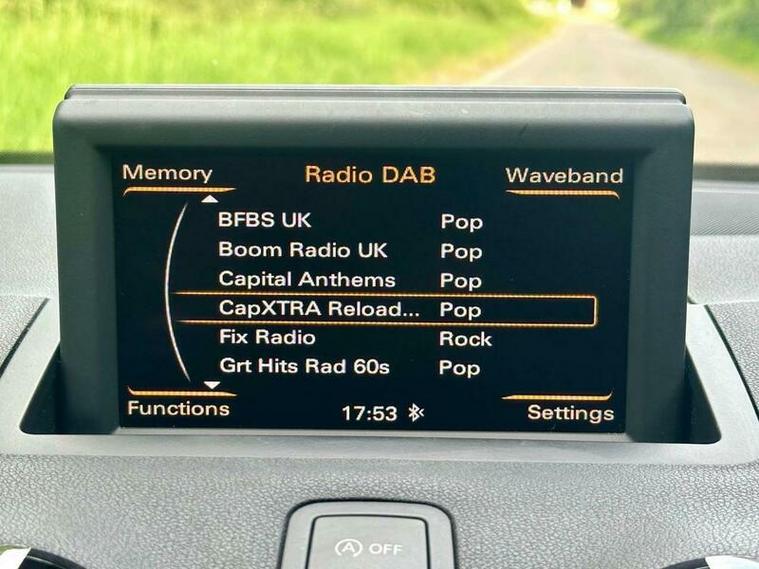 Memory Radio DAB Waveband
BFBS UK Pop
Boom Radio UK Pop
Capital Anthems Pop
CapXTRA Reload... Pop
Fix Radio Rock
Grt Hits Rad 60s Pop
Functions 17:53 Settings
A OFF